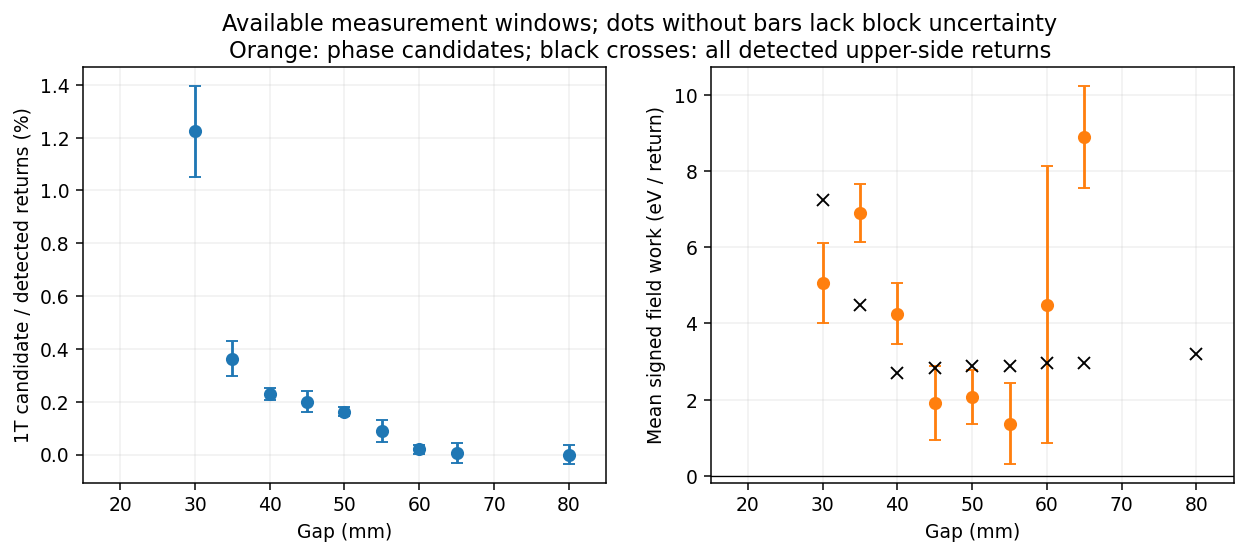 Available measurement windows; dots without bars lack block uncertainty
Orange: phase candidates; black crosses: all detected upper-side returns
1T candidate / detected returns (%)
1.4
1.2
1.0
0.8
0.6
0.4
0.2
0.0
20 30 40 50 60 70 80
Gap (mm)
Mean signed field work (eV / return)
10
8
6
4
2
0
20 30 40 50 60 70 80
Gap (mm)